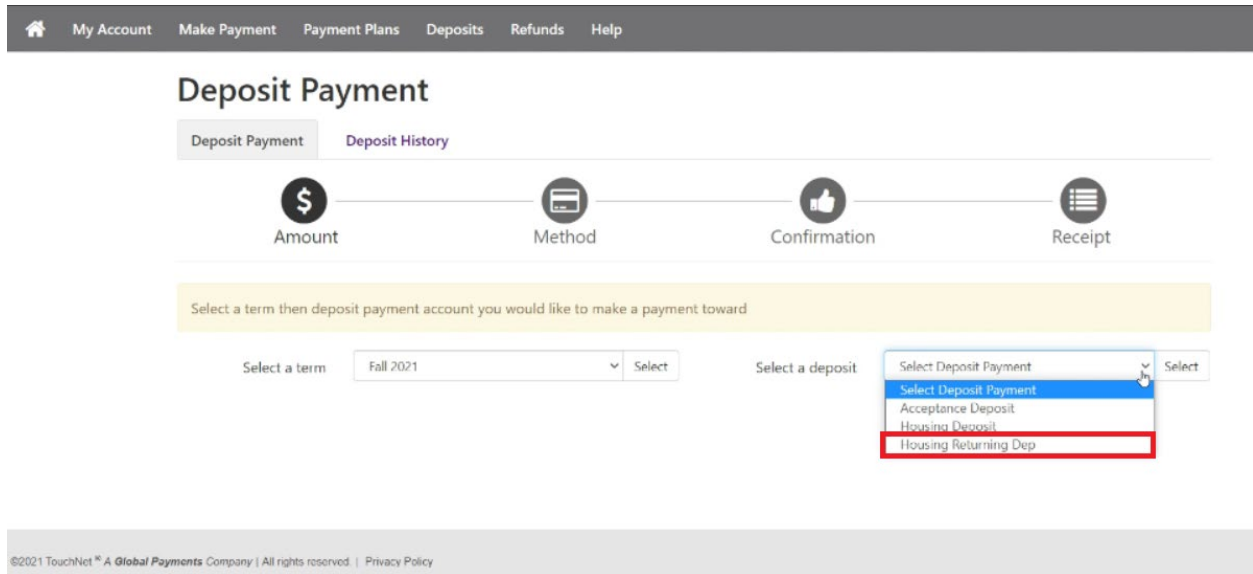 My Account Make Payment Payment Plans Deposits Refunds Help
Deposit Payment
Deposit Payment Deposit History
$
Amount Method Confirmation Receipt
Select a term then deposit payment account you would like to make a payment toward
Select a term Fall 2021 Select Select a deposit Select Deposit Payment Select
Select Deposit Payment
Acceptance Deposit
Housing Deposit
Housing Returning Dep
©2021 TouchNet ® A Global Payments Company | All rights reserved. | Privacy Policy